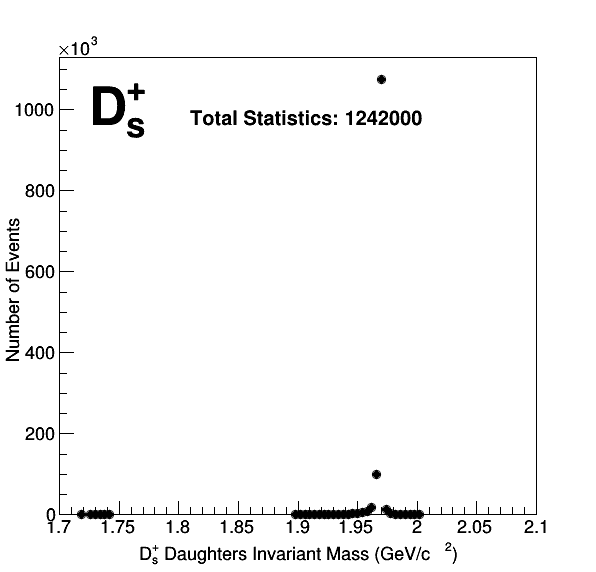 ×10³
1000
800
600
400
200
0
Number of Events
D⁺ₛ
Total Statistics: 1242000
1.7 1.75 1.8 1.85 1.9 1.95 2 2.05 2.1
D⁺ₛ Daughters Invariant Mass (GeV/c ²)